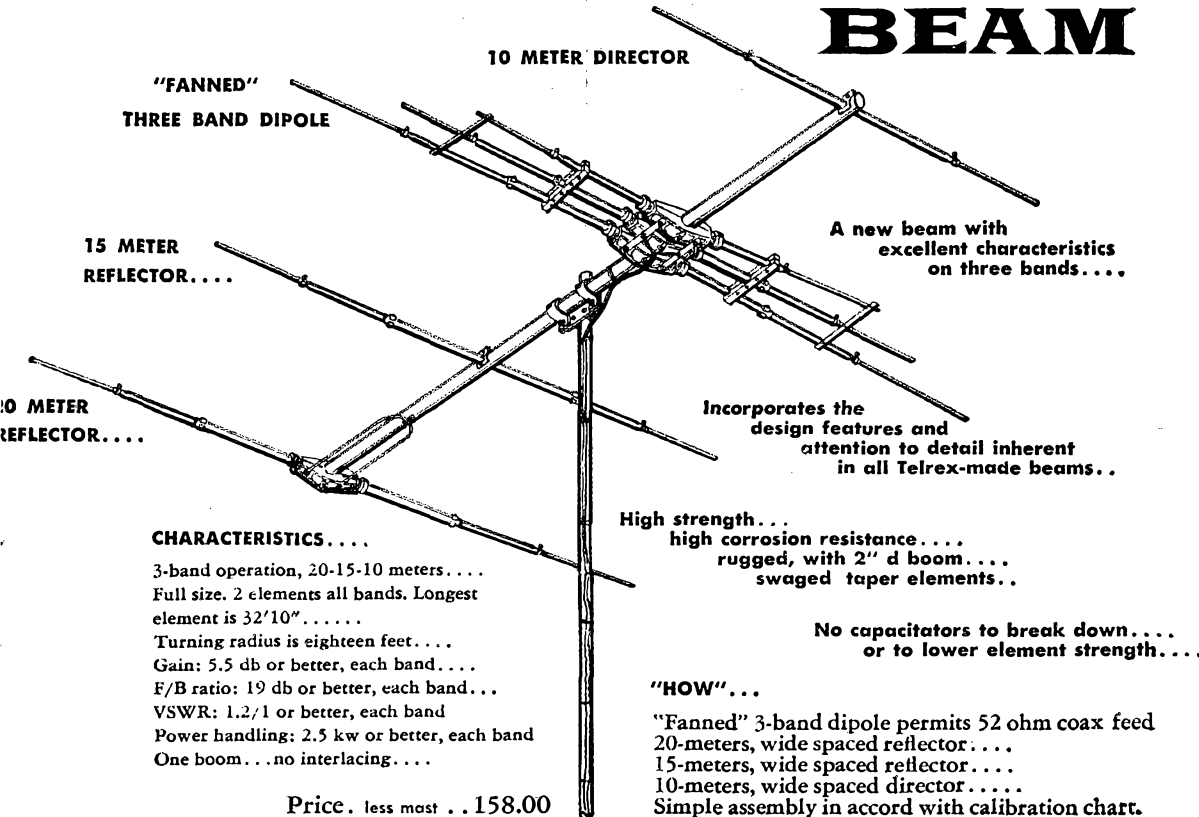 BEAM
10 METER DIRECTOR
"FANNED"
THREE BAND DIPOLE
A new beam with
excellent characteristics
on three bands....
15 METER
REFLECTOR....
0 METER
REFLECTOR....
Incorporates the
design features and
attention to detail inherent
in all Telrex-made beams..
High strength...
high corrosion resistance....
rugged, with 2" d boom....
swaged taper elements..
No capacitators to break down....
or to lower element strength....
CHARACTERISTICS....
3-band operation, 20-15-10 meters....
Full size. 2 elements all bands. Longest
element is 32'10"......
Turning radius is eighteen feet....
Gain: 5.5 db or better, each band....
F/B ratio: 19 db or better, each band...
VSWR: 1.2/1 or better, each band
Power handling: 2.5 kw or better, each band
One boom...no interlacing....
Price. less mast ..158.00
"HOW"...
"Fanned" 3-band dipole permits 52 ohm coax feed
20-meters, wide spaced reflector....
15-meters, wide spaced reflector....
10-meters, wide spaced director.....
Simple assembly in accord with calibration chart.